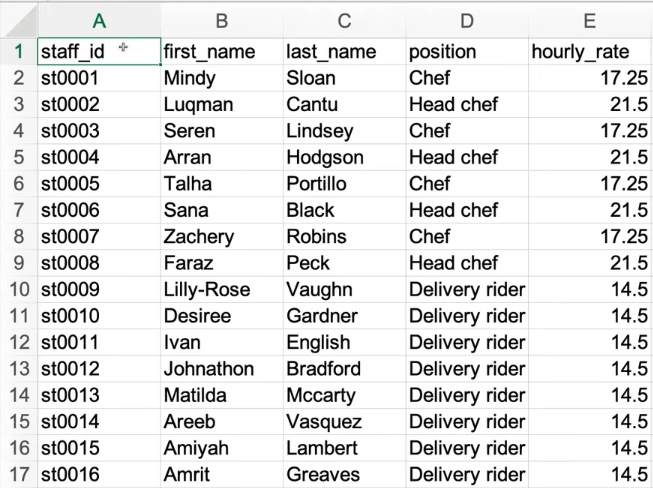 A B C D E
1 staff_id first_name last_name position hourly_rate
2 st0001 Mindy Sloan Chef 17.25
3 st0002 Luqman Cantu Head chef 21.5
4 st0003 Seren Lindsey Chef 17.25
5 st0004 Arran Hodgson Head chef 21.5
6 st0005 Talha Portillo Chef 17.25
7 st0006 Sana Black Head chef 21.5
8 st0007 Zachery Robins Chef 17.25
9 st0008 Faraz Peck Head chef 21.5
10 st0009 Lilly-Rose Vaughn Delivery rider 14.5
11 st0010 Desiree Gardner Delivery rider 14.5
12 st0011 Ivan English Delivery rider 14.5
13 st0012 Johnathon Bradford Delivery rider 14.5
14 st0013 Matilda Mccarty Delivery rider 14.5
15 st0014 Areeb Vasquez Delivery rider 14.5
16 st0015 Amiyah Lambert Delivery rider 14.5
17 st0016 Amrit Greaves Delivery rider 14.5